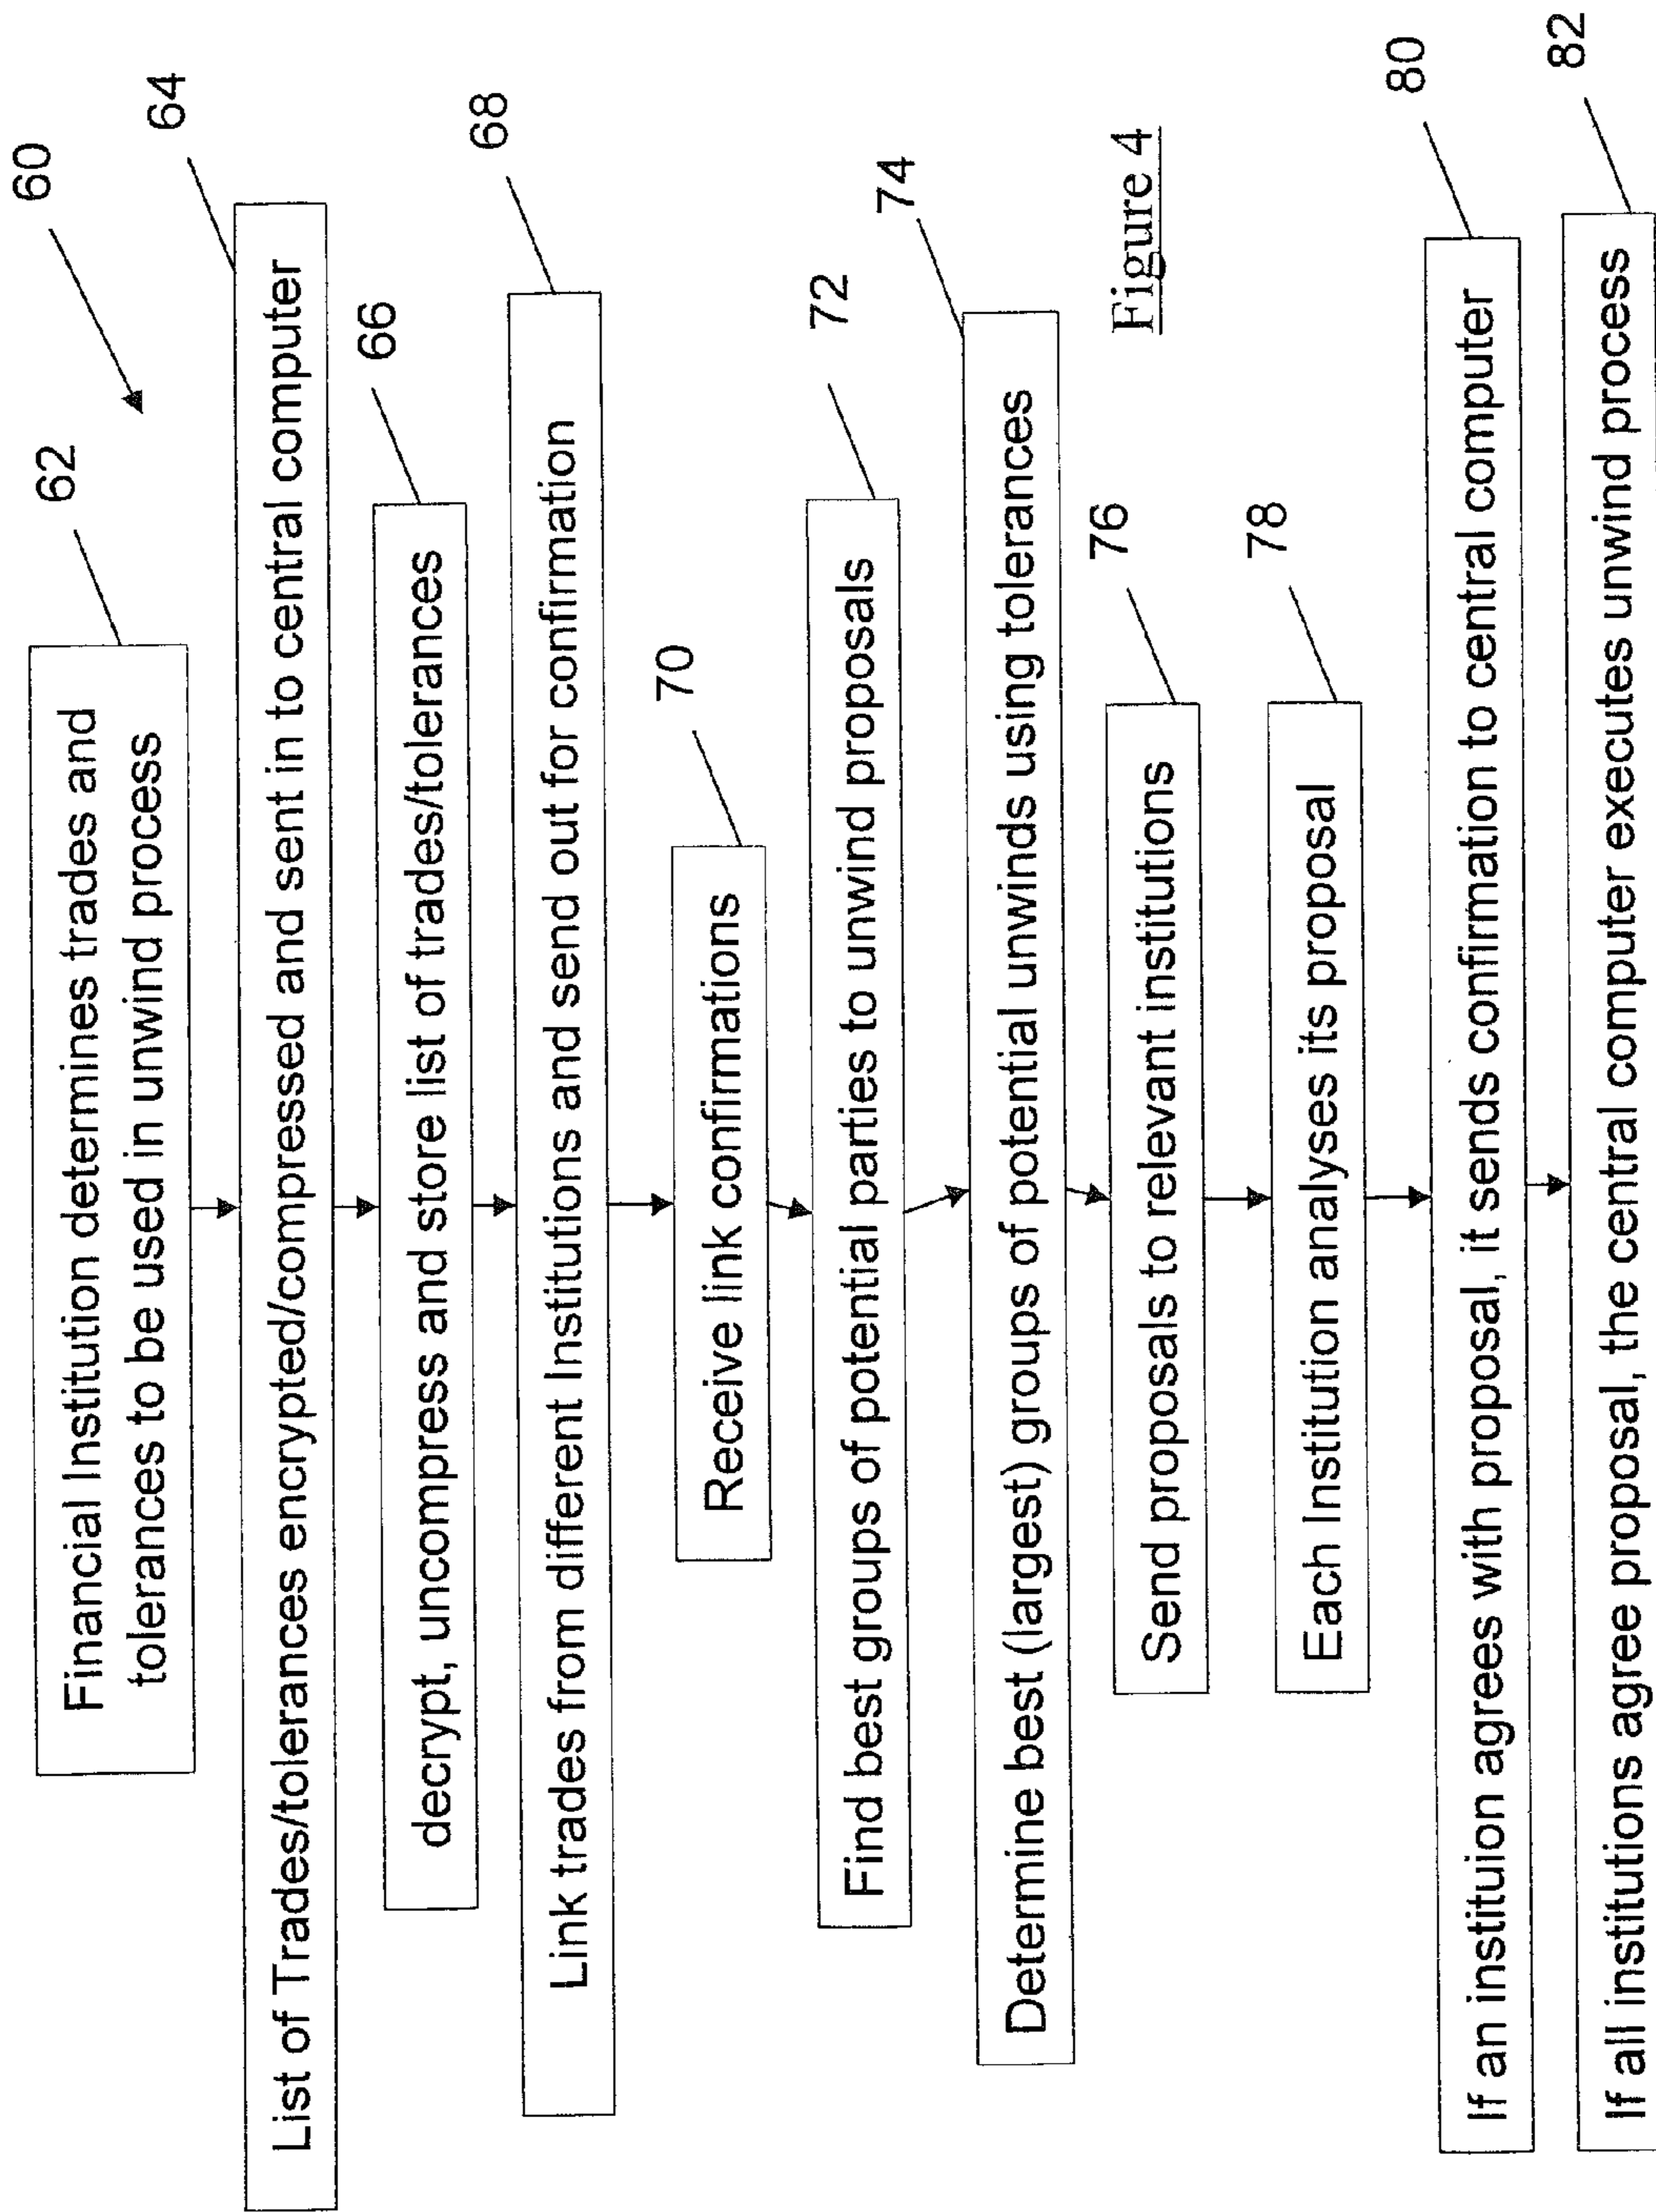 60
62
Financial Institution determines trades and
tolerances to be used in unwind process
64
List of Trades/tolerances encrypted/compressed and sent in to central computer
66
decrypt, uncompress and store list of trades/tolerances
68
Link trades from different Institutions and send out for confirmation
70
Receive link confirmations
72
Find best groups of potential parties to unwind proposals
74
Determine best (largest) groups of potential unwinds using tolerances
76
Send proposals to relevant institutions
Figure 4
78
Each Institution analyses its proposal
80
If an instituion agrees with proposal, it sends confirmation to central computer
82
If all institutions agree proposal, the central computer executes unwind process